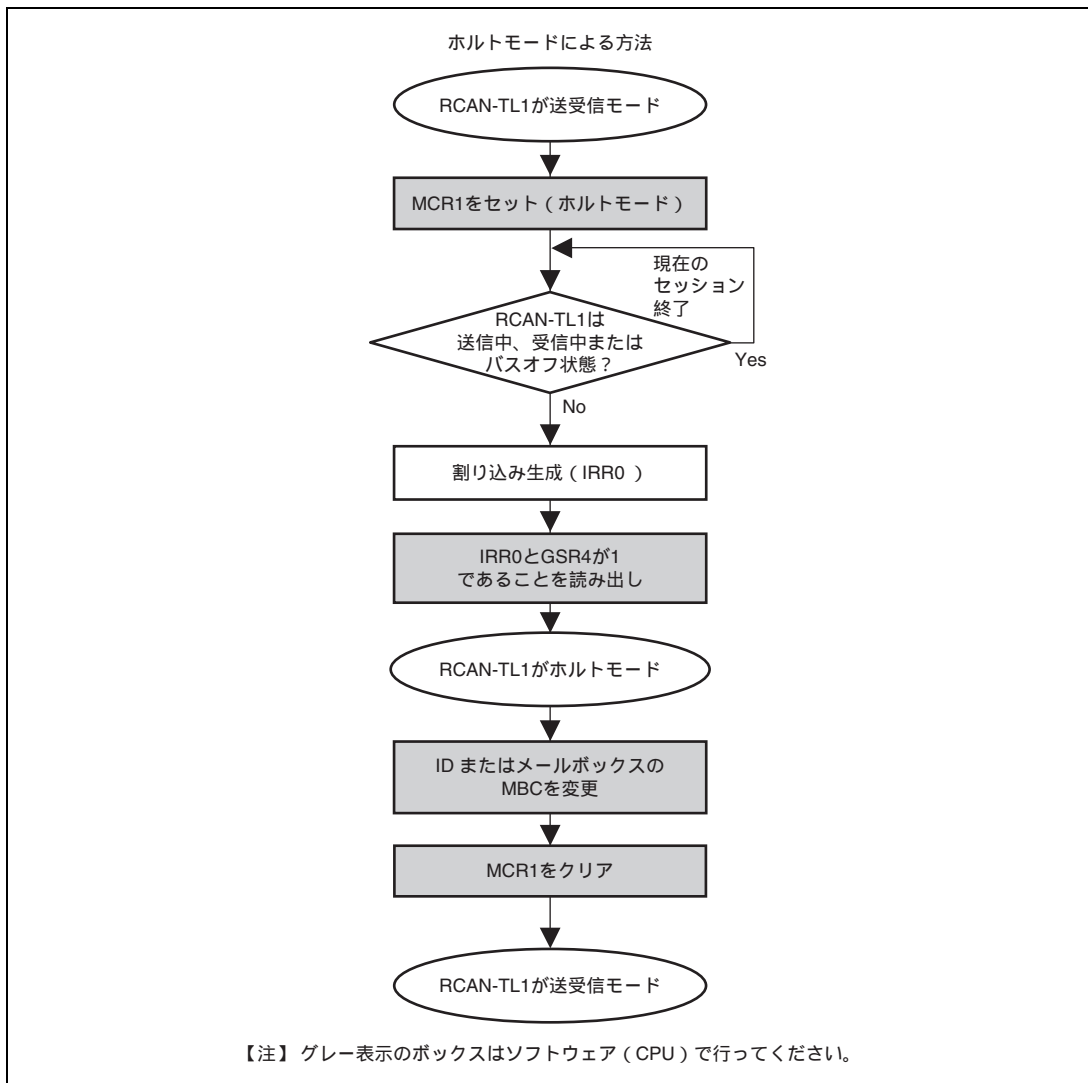 ホルトモードによる方法
RCAN-TL1が送受信モード
MCR1をセット（ホルトモード）
現在の
セッション
終了
RCAN-TL1は
送信中、受信中または
バスオフ状態？
Yes
No
割り込み生成（IRR0 ）
IRR0とGSR4が1
であることを読み出し
RCAN-TL1がホルトモード
ID またはメールボックスの
MBCを変更
MCR1をクリア
RCAN-TL1が送受信モード
【注】 グレー表示のボックスはソフトウェア（CPU）で行ってください。